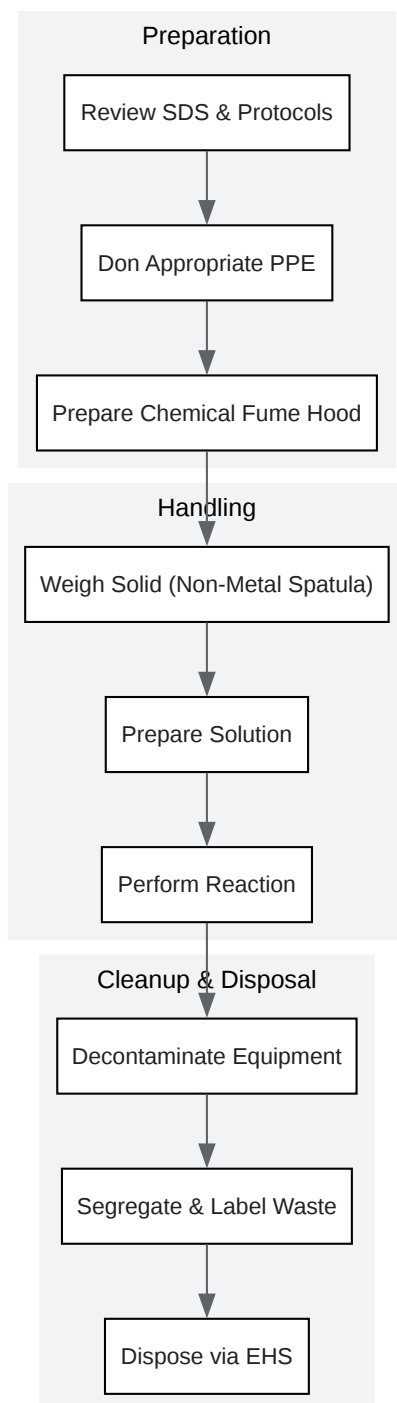 Preparation
Review SDS & Protocols
Don Appropriate PPE
Prepare Chemical Fume Hood
Handling
Weigh Solid (Non-Metal Spatula)
Prepare Solution
Perform Reaction
Cleanup & Disposal
Decontaminate Equipment
Segregate & Label Waste
Dispose via EHS